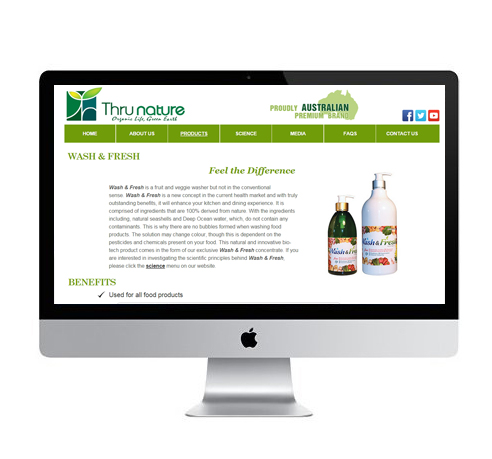 Thru nature
Organic Life, Green Earth
PROUDLY AUSTRALIAN
PREMIUM BRAND
HOME ABOUT US PRODUCTS SCIENCE MEDIA FAQS CONTACT US
WASH & FRESH
Feel the Difference
Wash & Fresh is a fruit and veggie washer but not in the conventional
sense. Wash & Fresh is a new concept in the current health market and with truly
outstanding benefits, it will enhance your kitchen and dining experience. It is
comprised of ingredients that are 100% derived from nature. With the ingredients
including, natural seashells and Deep Ocean water, which, do not contain any
contaminants. This is why there are no bubbles formed when washing food
products. The solution may change colour, though this is dependent on the
pesticides and chemicals present on your food. This natural and innovative bio-
tech product comes in the form of our exclusive Wash & Fresh concentrate. If you
are interested in investigating the scientific principles behind Wash & Fresh,
please click the science menu on our website.
Wash & Fresh
Wash & Fresh
BENEFITS
✓ Used for all food products